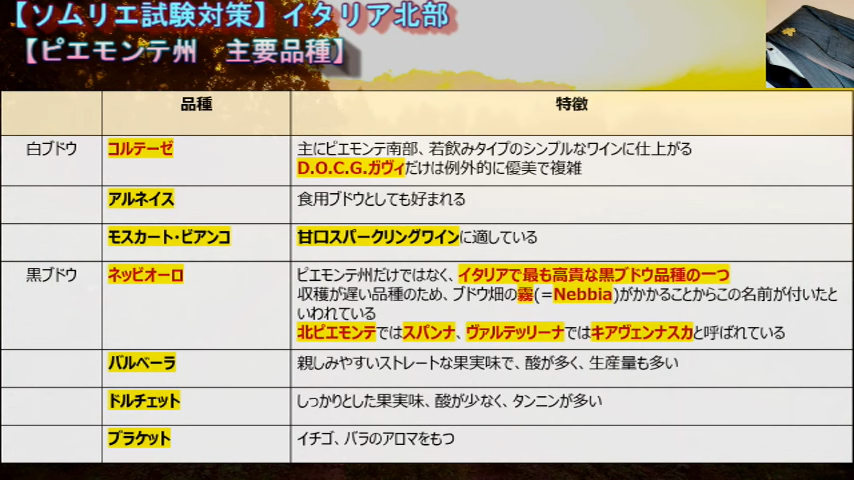 【ソムリエ試験対策】イタリア北部
【ピエモンテ州 主要品種】
品種 特徴
白ブドウ コルテーゼ 主にピエモンテ南部、若飲みタイプのシンプルなワインに仕上がる
D.O.C.G.ガヴィだけは例外的に優美で複雑
アルネイス 食用ブドウとしても好まれる
モスカート・ビアンコ 甘口スパークリングワインに適している
黒ブドウ ネッビオーロ ピエモンテ州だけではなく、イタリアで最も高貴な黒ブドウ品種の一つ
収穫が遅い品種のため、ブドウ畑の霧(=Nebbia)がかかることからこの名前が付いたと
いわれている
北ピエモンテではスパンナ、ヴァルテッリーナではキアヴェンナスカと呼ばれている
バルベーラ 親しみやすいストレートな果実味で、酸が多く、生産量も多い
ドルチェット しっかりとした果実味、酸が少なく、タンニンが多い
ブラケット イチゴ、バラのアロマをもつ